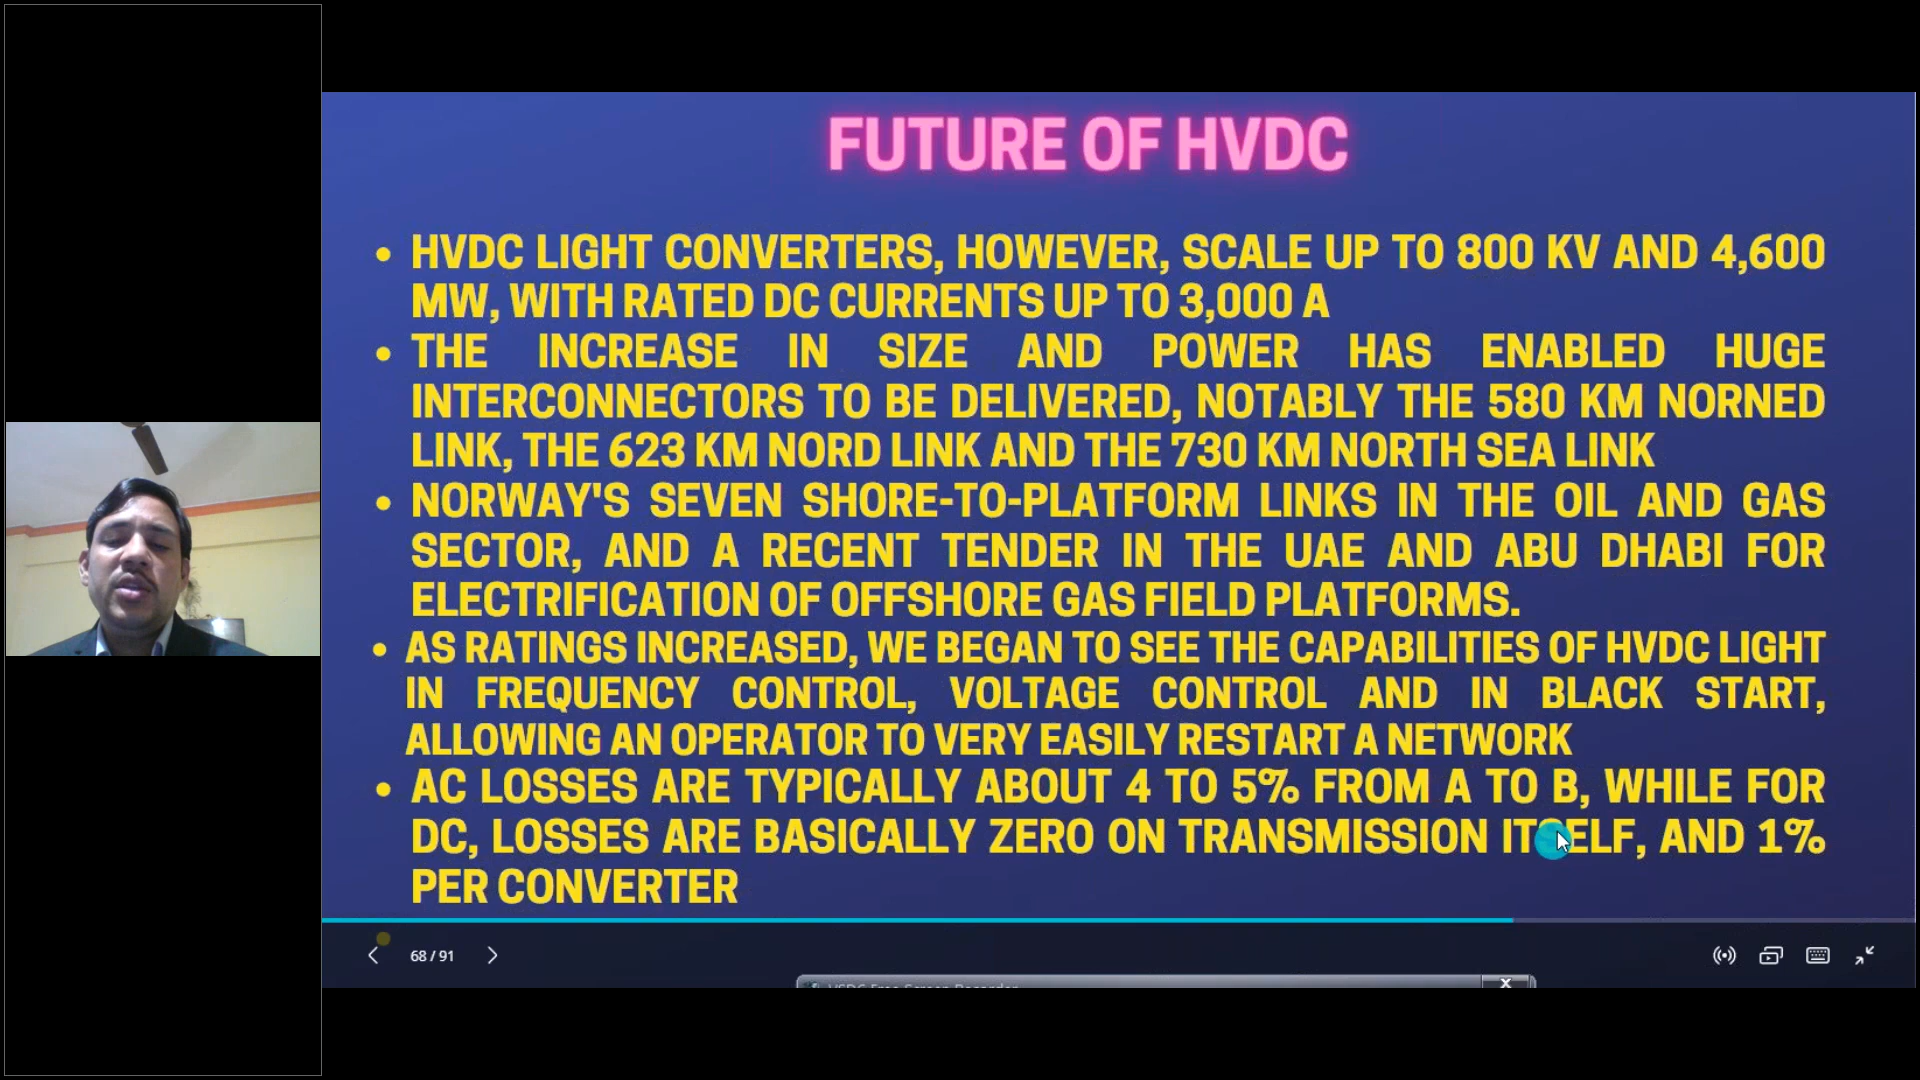 FUTURE OF HVDC
• HVDC LIGHT CONVERTERS, HOWEVER, SCALE UP TO 800 KV AND 4,600
MW, WITH RATED DC CURRENTS UP TO 3,000 A
• THE INCREASE IN SIZE AND POWER HAS ENABLED HUGE
INTERCONNECTORS TO BE DELIVERED, NOTABLY THE 580 KM NORNED
LINK, THE 623 KM NORD LINK AND THE 730 KM NORTH SEA LINK
• NORWAY'S SEVEN SHORE-TO-PLATFORM LINKS IN THE OIL AND GAS
SECTOR, AND A RECENT TENDER IN THE UAE AND ABU DHABI FOR
ELECTRIFICATION OF OFFSHORE GAS FIELD PLATFORMS.
• AS RATINGS INCREASED, WE BEGAN TO SEE THE CAPABILITIES OF HVDC LIGHT
IN FREQUENCY CONTROL, VOLTAGE CONTROL AND IN BLACK START,
ALLOWING AN OPERATOR TO VERY EASILY RESTART A NETWORK
• AC LOSSES ARE TYPICALLY ABOUT 4 TO 5% FROM A TO B, WHILE FOR
DC, LOSSES ARE BASICALLY ZERO ON TRANSMISSION ITSELF, AND 1%
PER CONVERTER
68 / 91
VSDC Free Screen Recorder